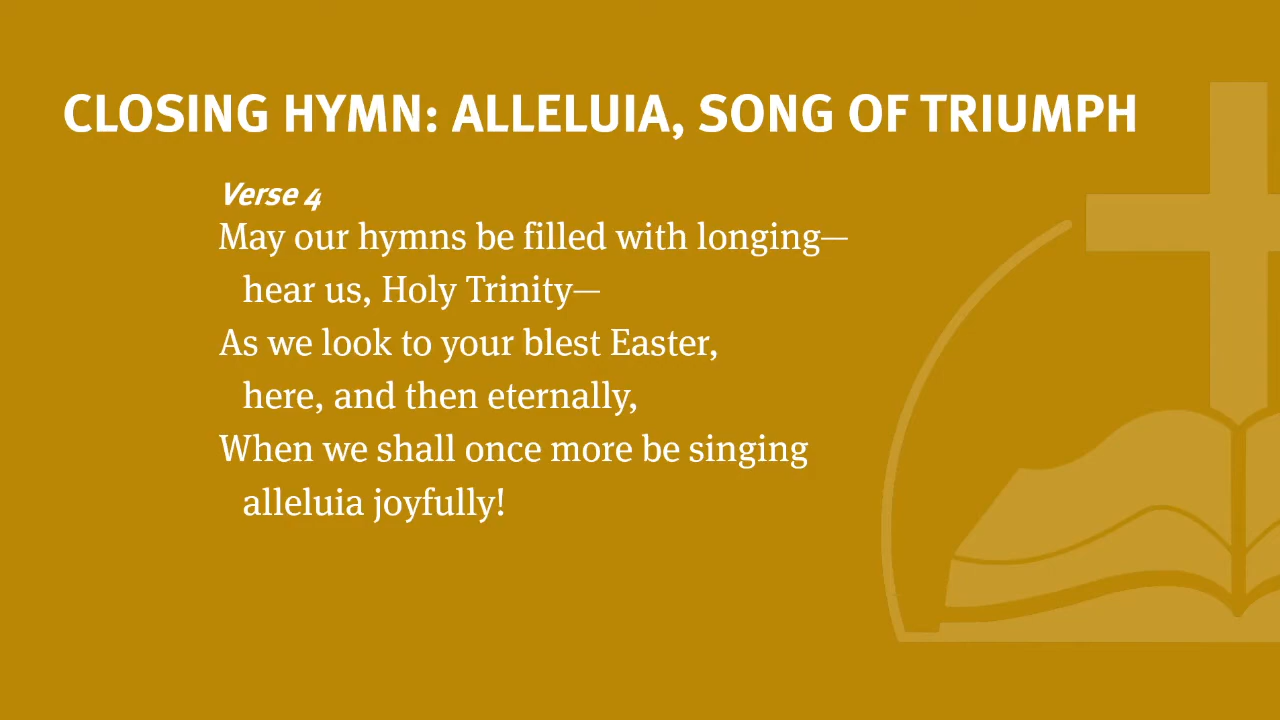 CLOSING HYMN: ALLELUIA, SONG OF TRIUMPH
Verse 4
May our hymns be filled with longing—
hear us, Holy Trinity—
As we look to your blest Easter,
here, and then eternally,
When we shall once more be singing
alleluia joyfully!